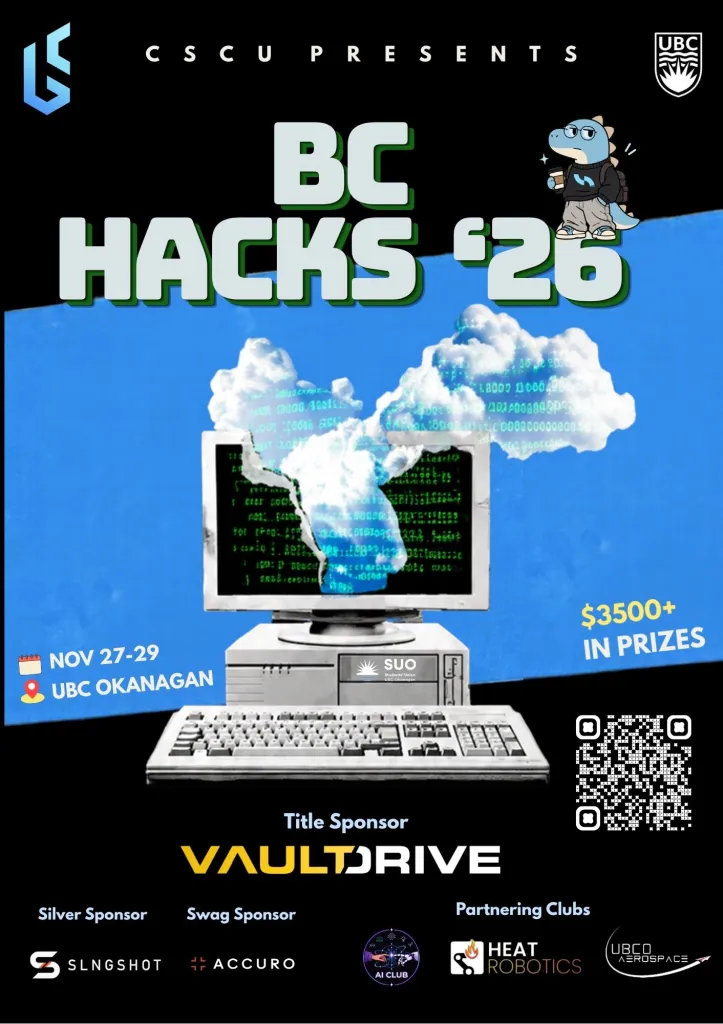 CSCU PRESENTS
UBC
BC
HACKS ‘26
$3500+
IN PRIZES
NOV 27-29
UBC OKANAGAN
SUO
Title Sponsor
VAULTDRIVE
Silver Sponsor
Swag Sponsor
Partnering Clubs
SLNGSHOT
ACCURO
AI CLUB
HEAT
ROBOTICS
UBCO
AEROSPACE